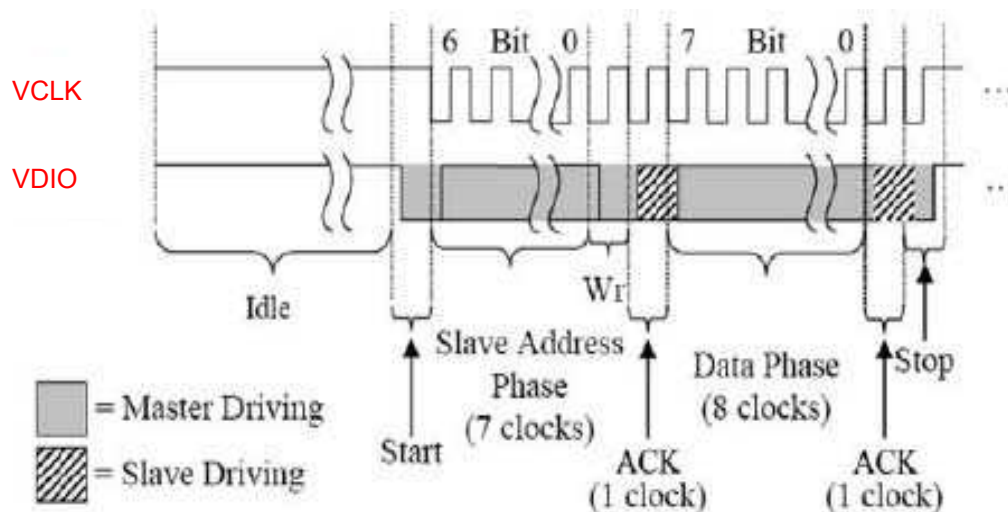 6 Bit 0 7 Bit 0
VCLK
...
VDIO
...
Idle
Wr
Slave Address
Phase
(7 clocks)
Data Phase
(8 clocks)
Stop
= Master Driving
= Slave Driving
Start
ACK
(1 clock)
ACK
(1 clock)